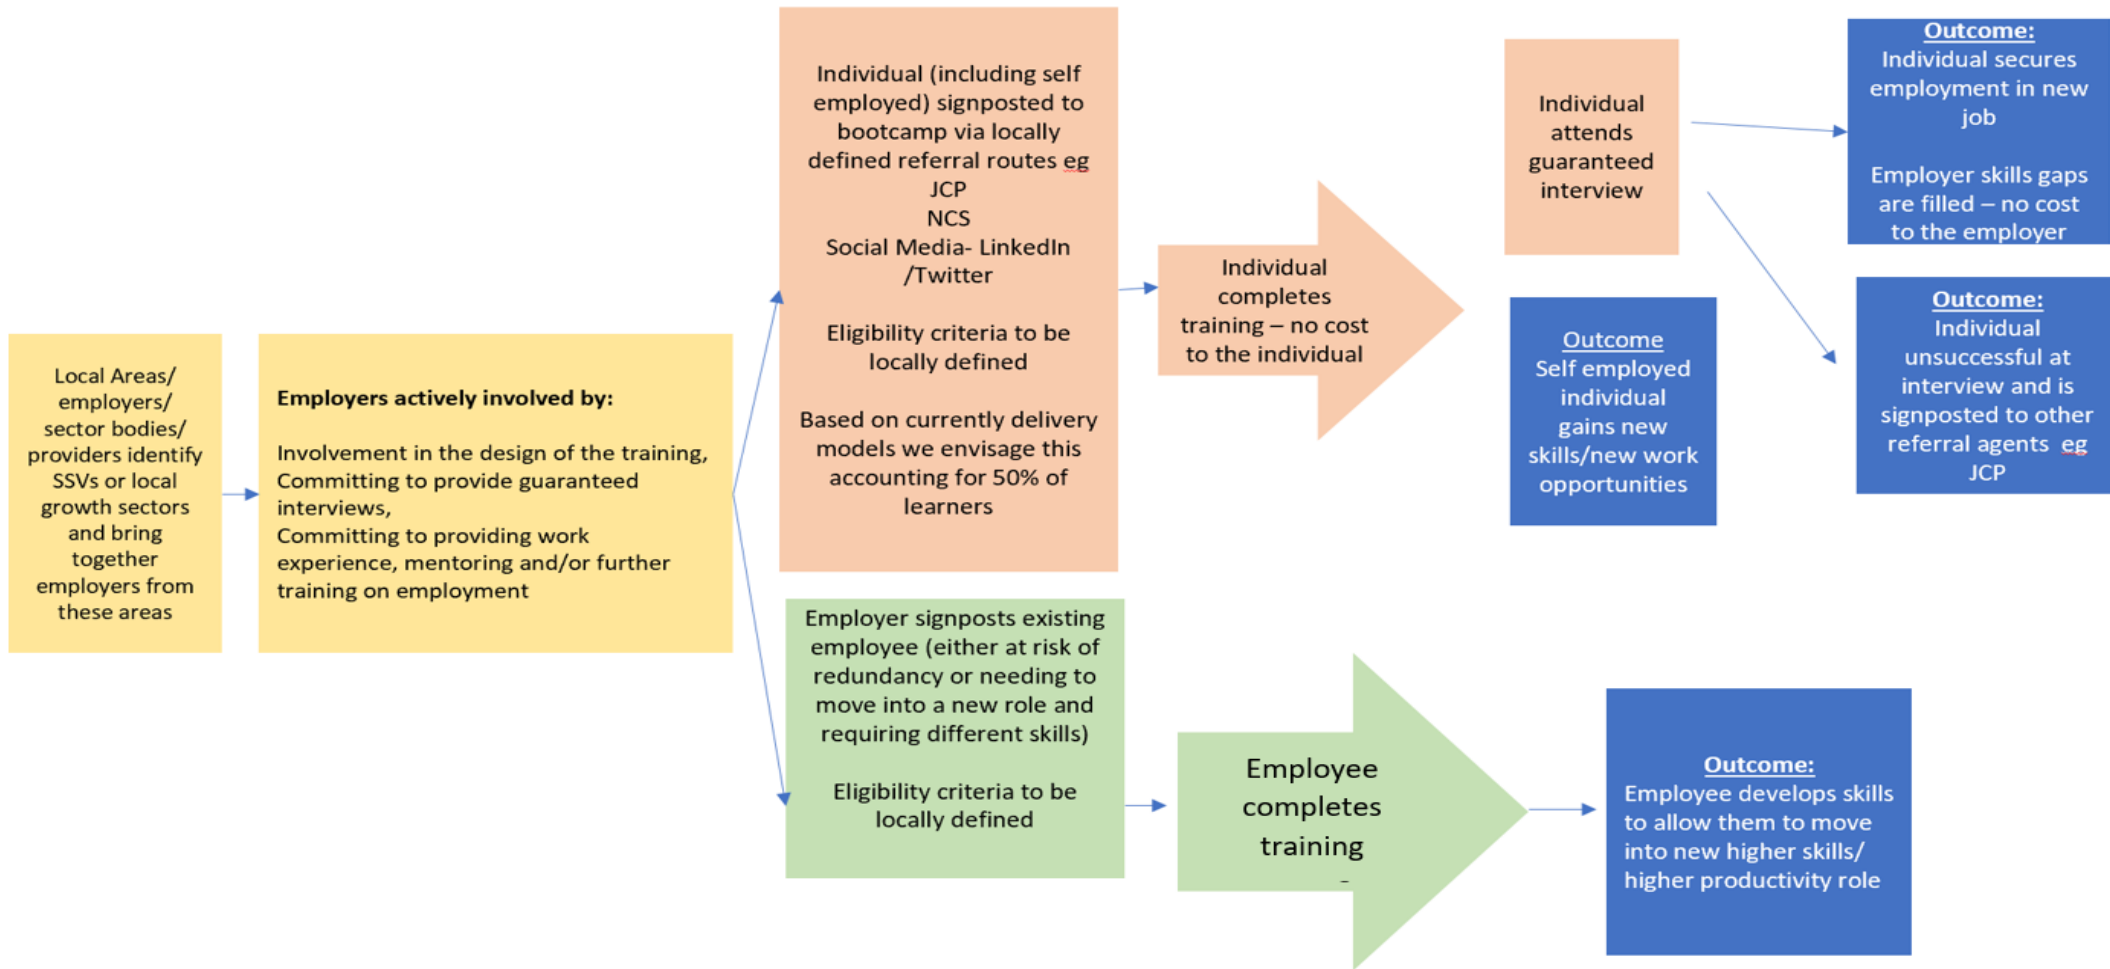 Local Areas/
employers/
sector bodies/
providers identify
SSVs or local
growth sectors
and bring
together
employers from
these areas
Employers actively involved by:
Involvement in the design of the training,
Committing to provide guaranteed
interviews,
Committing to providing work
experience, mentoring and/or further
training on employment
Individual (including self
employed) signposted to
bootcamp via locally
defined referral routes eg
JCP
NCS
Social Media- LinkedIn
/Twitter
Eligibility criteria to be
locally defined
Based on currently delivery
models we envisage this
accounting for 50% of
learners
Individual
completes
training – no cost
to the individual
Individual
attends
guaranteed
interview
Outcome:
Individual secures
employment in new
job
Employer skills gaps
are filled – no cost
to the employer
Outcome
Self employed
individual
gains new
skills/new work
opportunities
Outcome:
Individual
unsuccessful at
interview and is
signposted to other
referral agents eg
JCP
Employer signposts existing
employee (either at risk of
redundancy or needing to
move into a new role and
requiring different skills)
Eligibility criteria to be
locally defined
Employee
completes
training
Outcome:
Employee develops skills
to allow them to move
into new higher skills/
higher productivity role